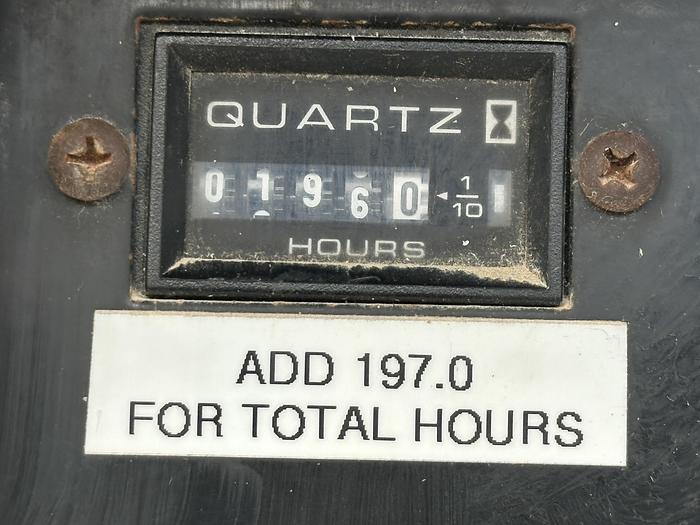 QUARTZ
01960 ◄ 1/10
HOURS
ADD 197.0
FOR TOTAL HOURS